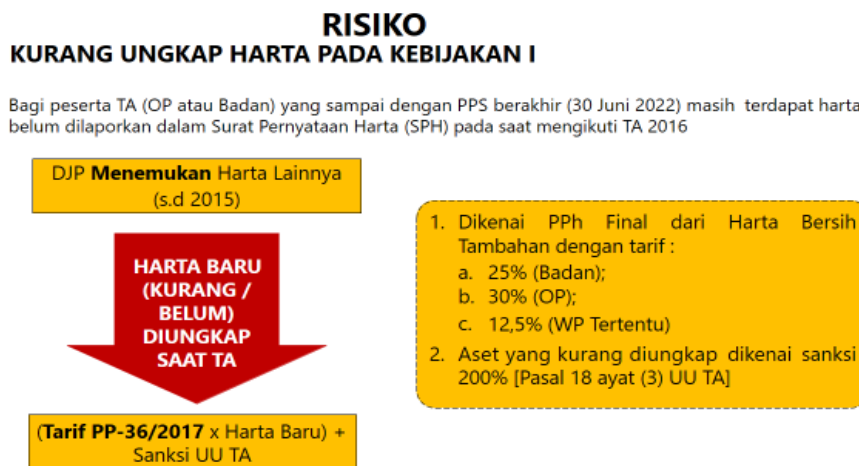 RISIKO
KURANG UNGKAP HARTA PADA KEBIJAKAN I
Bagi peserta TA (OP atau Badan) yang sampai dengan PPS berakhir (30 Juni 2022) masih terdapat harta
belum dilaporkan dalam Surat Pernyataan Harta (SPH) pada saat mengikuti TA 2016
DJP Menemukan Harta Lainnya
(s.d 2015)
HARTA BARU
(KURANG /
BELUM)
DIUNGKAP
SAAT TA
(Tarif PP-36/2017 x Harta Baru) +
Sanksi UU TA
1. Dikenai PPh Final dari Harta Bersih
Tambahan dengan tarif :
a. 25% (Badan);
b. 30% (OP);
c. 12,5% (WP Tertentu)
2. Aset yang kurang diungkap dikenai sanksi
200% [Pasal 18 ayat (3) UU TA]